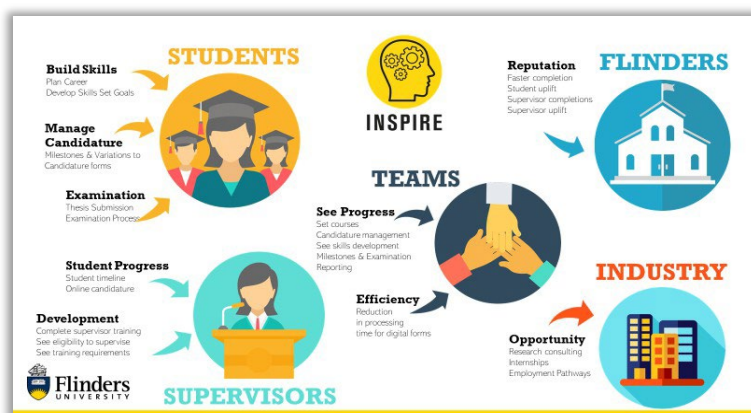 STUDENTS
Build Skills
Plan Career
Develop Skills Set Goals
Manage
Candidature
Milestones & Variations to
Candidature forms
Examination
Thesis Submission
Examination Process
INSPIRE
FLINDERS
Reputation
Faster completion
Student uplift
Supervisor completions
Supervisor uplift
TEAMS
See Progress
Set courses
Candidature management
See skills development
Milestones & Examination
Reporting
Efficiency
Reduction
in processing
time for digital forms
Student Progress
Student timeline
Online candidature
Development
Complete supervisor training
See eligibility to supervise
See training requirements
SUPERVISORS
INDUSTRY
Opportunity
Research consulting
Internships
Employment Pathways
Flinders
UNIVERSITY